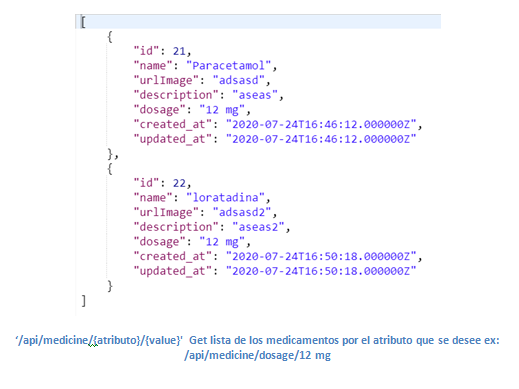 [
{
"id": 21,
"name": "Paracetamol",
"urlImage": "adsasd",
"description": "aseas",
"dosage": "12 mg",
"created_at": "2020-07-24T16:46:12.000000Z",
"updated_at": "2020-07-24T16:46:12.000000Z"
},
{
"id": 22,
"name": "loratadina",
"urlImage": "adsasd2",
"description": "aseas2",
"dosage": "12 mg",
"created_at": "2020-07-24T16:50:18.000000Z",
"updated_at": "2020-07-24T16:50:18.000000Z"
}
]
‘/api/medicine/{atributo}/{value}' Get lista de los medicamentos por el atributo que se desee ex:
/api/medicine/dosage/12 mg